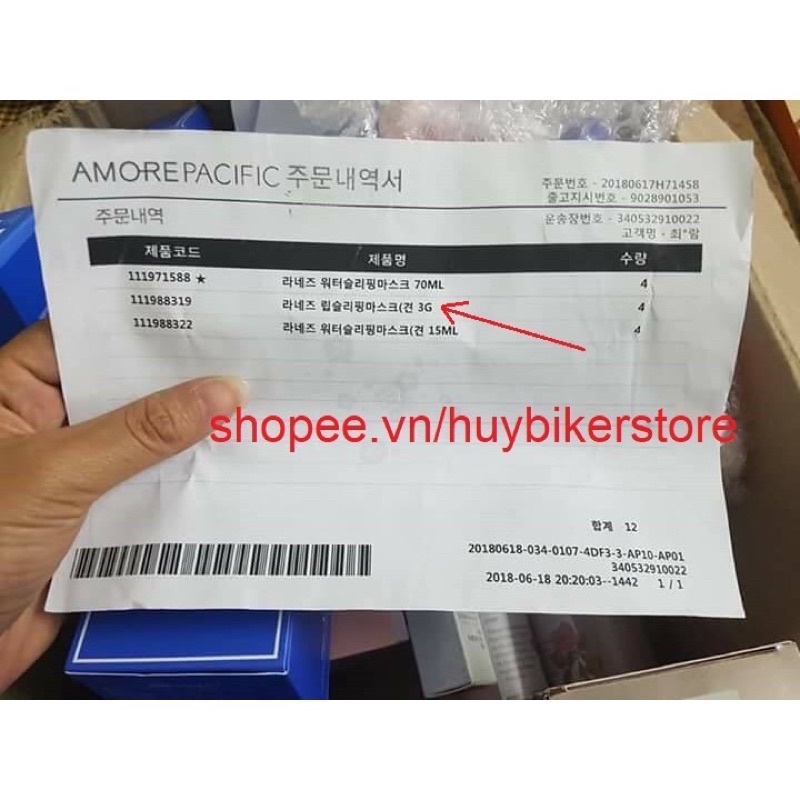 AMOREPACIFIC 주문내역서
주문번호 - 20180617H71458
출고지시번호 - 9028901053
주문내역
운송장번호 - 340532910022
고객명 - 최*람
제품코드 제품명 수량
111971588 ★ 라네즈 워터슬리핑마스크 70ML 4
111988319 라네즈 립슬리핑마스크(견 3G 4
111988322 라네즈 워터슬리핑마스크(견 15ML 4
shopee.vn/huybikerstore
합계 12
20180618-034-0107-4DF3-3-AP10-AP01
340532910022
2018-06-18 20:20:03--1442 1 / 1